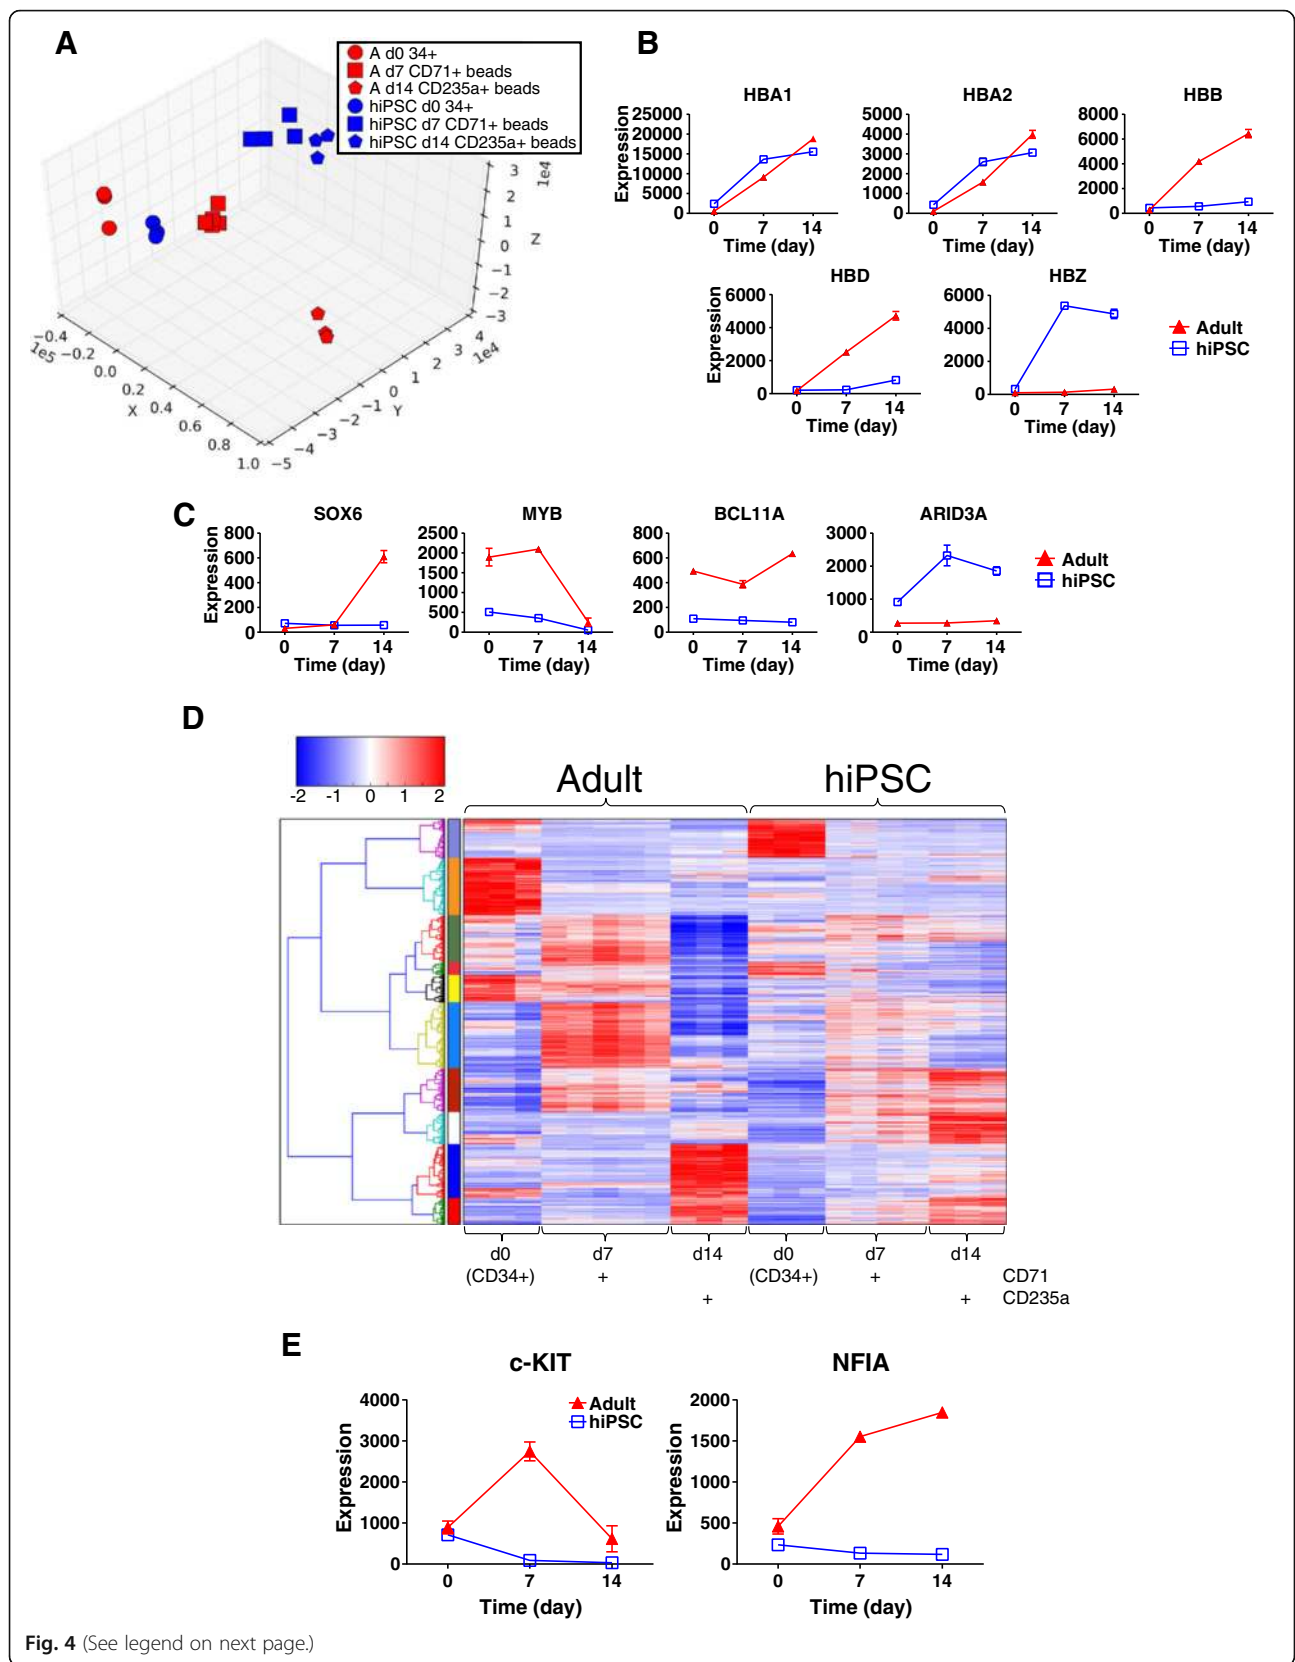 A
A d0 34+
A d7 CD71+ beads
A d14 CD235a+ beads
hiPSC d0 34+
hiPSC d7 CD71+ beads
hiPSC d14 CD235a+ beads
3 2 1 0 −1 −2 −3
1e4
Z
−0.4 −0.2 0.0 0.2 0.4 0.6 0.8 1.0
1e5
X
−5 −4 −3 −2 −1 0 1 2 3 4
1e4
Y
B
HBA1
Expression
25000
20000
15000
10000
5000
0
0 7 14
Time (day)
HBA2
5000
4000
3000
2000
1000
0
0 7 14
Time (day)
HBB
8000
6000
4000
2000
0
0 7 14
Time (day)
HBD
Expression
6000
4000
2000
0
0 7 14
Time (day)
HBZ
6000
4000
2000
0
0 7 14
Time (day)
Adult
hiPSC
C
SOX6
Expression
800
600
400
200
0
0 7 14
Time (day)
MYB
2500
2000
1500
1000
500
0
0 7 14
Time (day)
BCL11A
800
600
400
200
0
0 7 14
Time (day)
ARID3A
3000
2000
1000
0
0 7 14
Time (day)
Adult
hiPSC
D
-2 -1 0 1 2
Adult hiPSC
d0 d7 d14 d0 d7 d14
(CD34+) + (CD34+) + CD71
+ + CD235a
E
c-KIT
Expression
4000
3000
2000
1000
0
0 7 14
Time (day)
Adult
hiPSC
NFIA
Expression
2000
1500
1000
500
0
0 7 14
Time (day)
Fig. 4 (See legend on next page.)